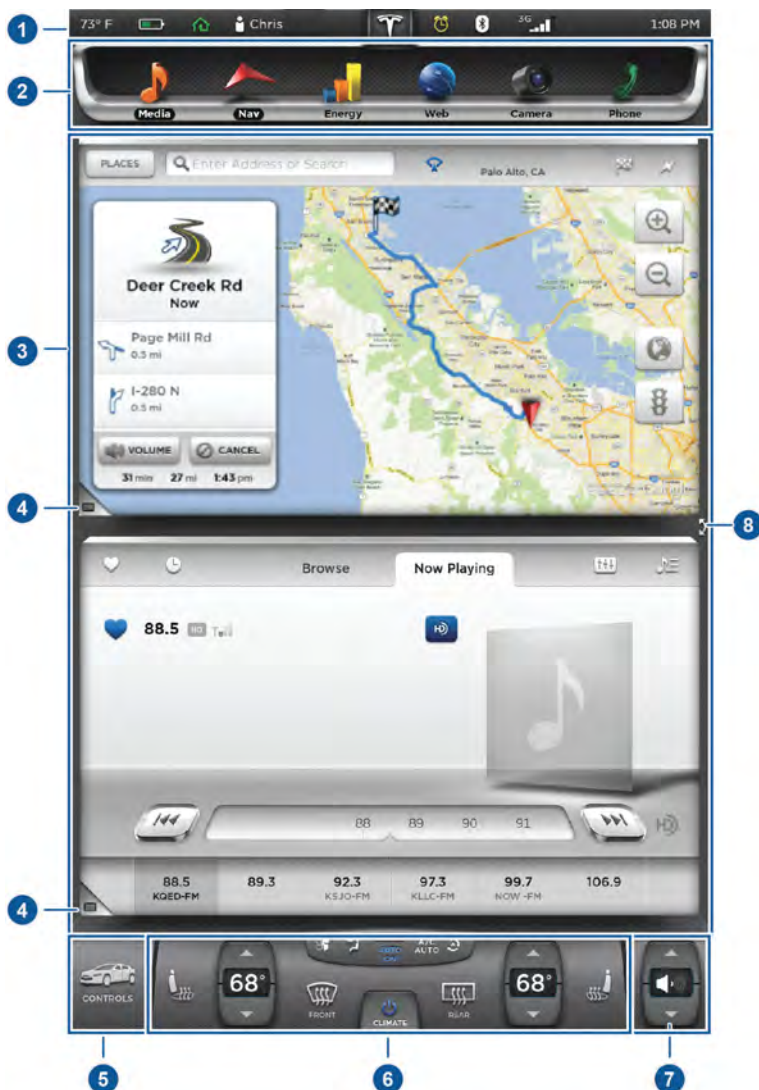 1
73° F
Chris
3G
1:08 PM
2
Media
Nav
Energy
Web
Camera
Phone
3
PLACES
Enter Address or Search
Palo Alto, CA
Deer Creek Rd
Now
Page Mill Rd
0.5 mi
I-280 N
0.5 mi
VOLUME
CANCEL
31 min
27 mi
1:43 pm
4
8
Browse
Now Playing
88.5
HD
HD
88
89
90
91
HD
88.5
KQED-FM
89.3
92.3
KSJO-FM
97.3
KLLC-FM
99.7
NOW -FM
106.9
4
CONTROLS
68°
A/C
AUTO
68°
FRONT
CLIMATE
REAR
5
6
7